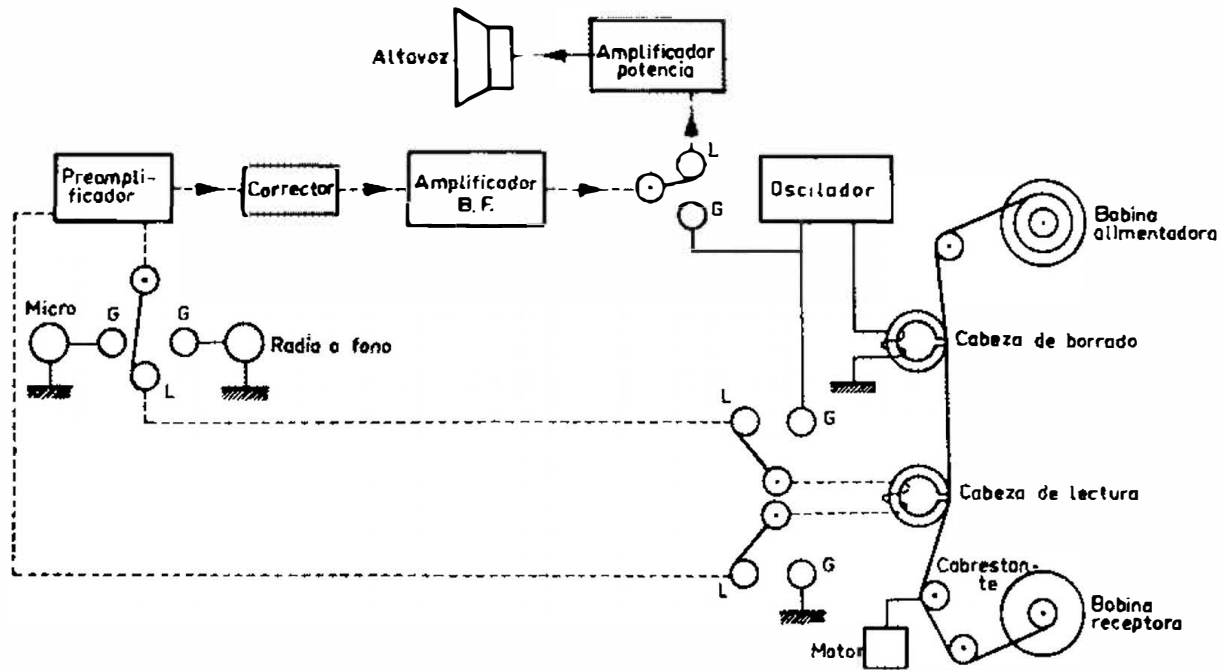 Altavoz
Amplificador
potencia
L
Preampli-
ficador
Corrector
Amplificador
B. F.
G
Oscilador
Bobina
alimentadora
Micro
G
G
Radio o fono
L
Cabeza de borrado
L
G
Cabeza de lectura
L
G
Cabrestan-
te
Motor
Bobina
receptora